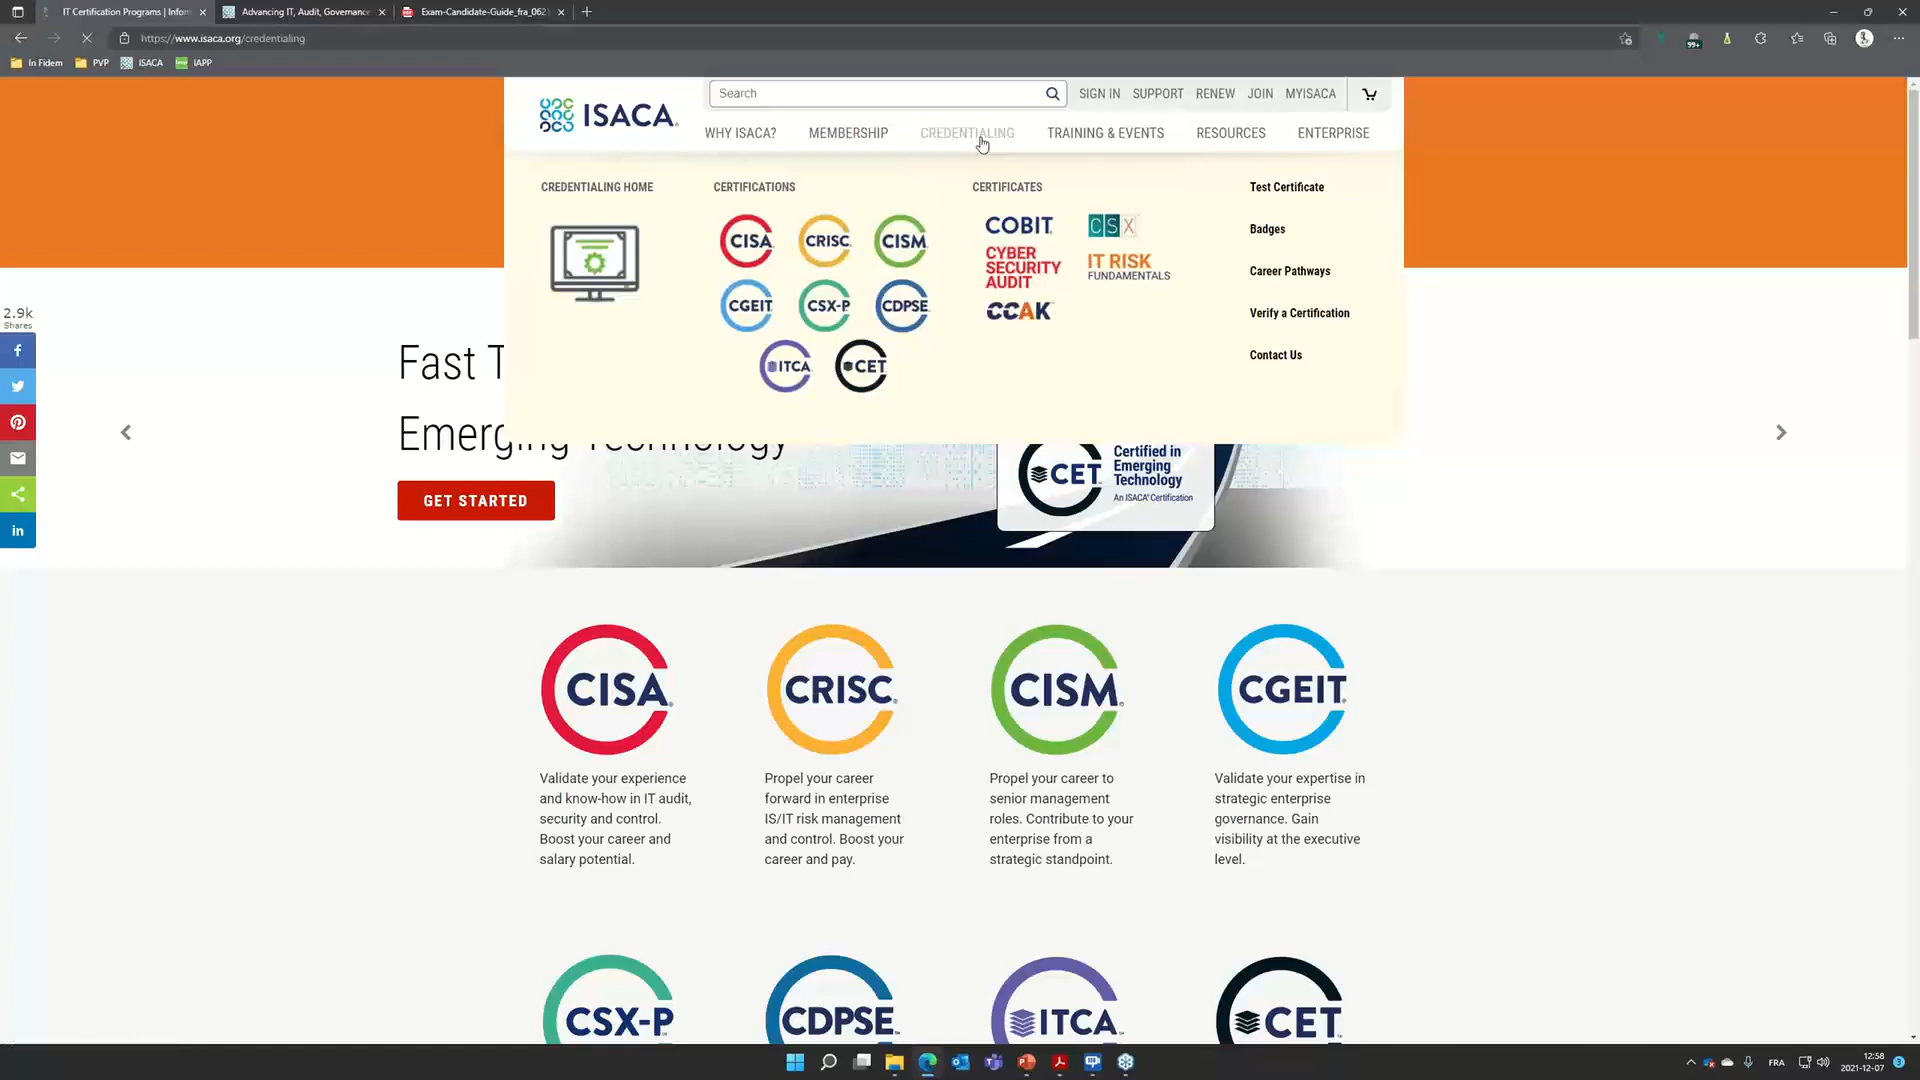 IT Certification Programs | Inform
Advancing IT, Audit, Governance
Exam-Candidate-Guide_fra_062
https://www.isaca.org/credentialing
99+
In Fidem
PVP
ISACA
IAPP
ISACA®
Search
SIGN IN
SUPPORT
RENEW
JOIN
MYISACA
WHY ISACA?
MEMBERSHIP
CREDENTIALING
TRAINING & EVENTS
RESOURCES
ENTERPRISE
CREDENTIALING HOME
CERTIFICATIONS
CISA
CRISC
CISM
CGEIT
CSX-P
CDPSE
ITCA
CET
CERTIFICATES
COBIT
CSX
CYBER
SECURITY
AUDIT
IT RISK
FUNDAMENTALS
CCAK
Test Certificate
Badges
Career Pathways
Verify a Certification
Contact Us
2.9k
Shares
Fast T
Emerging Technology
GET STARTED
CET
Certified in
Emerging
Technology
An ISACA® Certification
CISA®
Validate your experience
and know-how in IT audit,
security and control.
Boost your career and
salary potential.
CRISC®
Propel your career
forward in enterprise
IS/IT risk management
and control. Boost your
career and pay.
CISM®
Propel your career to
senior management
roles. Contribute to your
enterprise from a
strategic standpoint.
CGEIT®
Validate your expertise in
strategic enterprise
governance. Gain
visibility at the executive
level.
CSX-P
CDPSE
ITCA
CET
FRA
12:58
2021-12-07
3